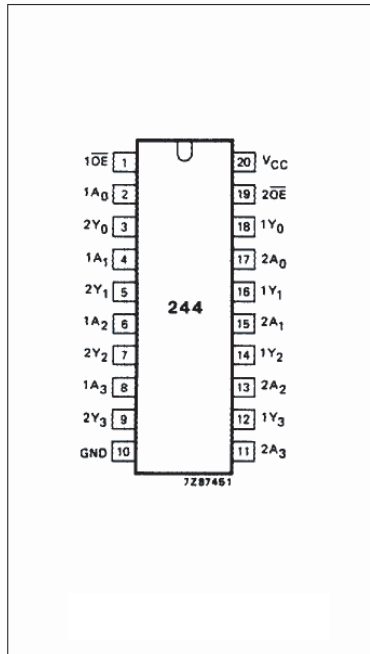 1O̅E̅ 1 20 VCC
1A0 2 19 2O̅E̅
2Y0 3 18 1Y0
1A1 4 17 2A0
2Y1 5 16 1Y1
244
1A2 6 15 2A1
2Y2 7 14 1Y2
1A3 8 13 2A2
2Y3 9 12 1Y3
GND 10 11 2A3
7Z87451